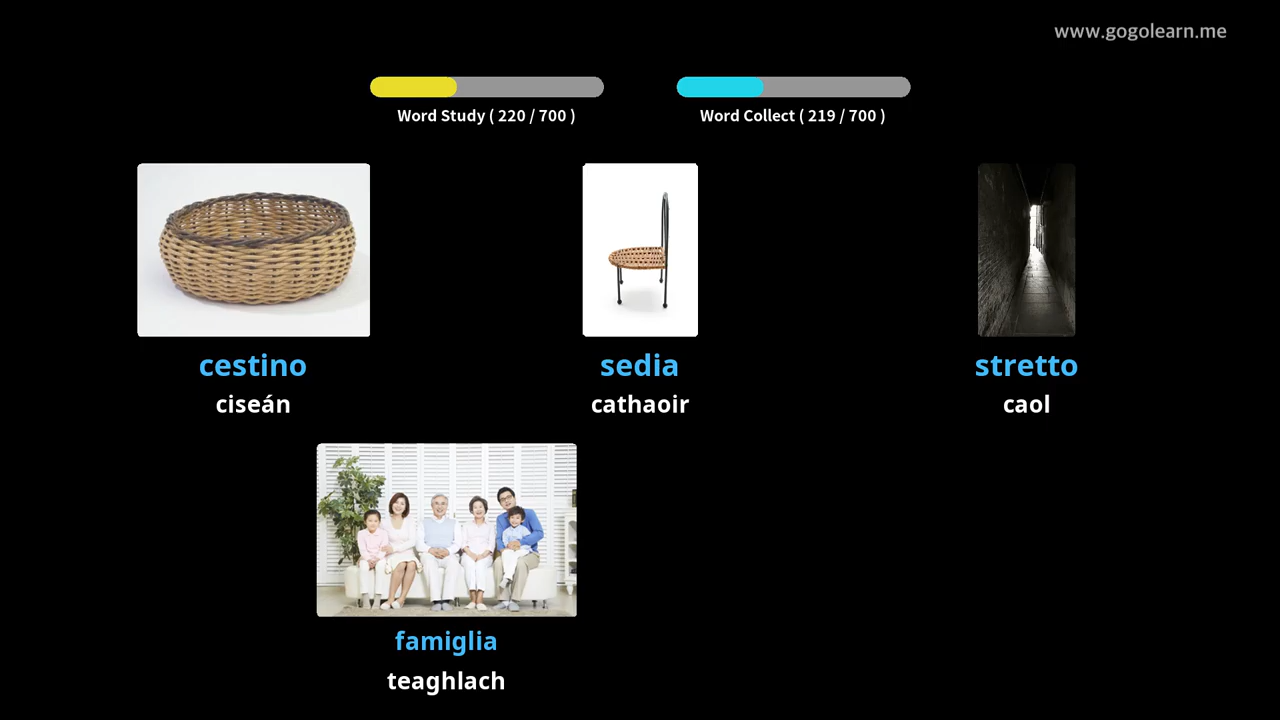 www.gogolearn.me
Word Study ( 220 / 700 )
Word Collect ( 219 / 700 )
cestino
ciseán
sedia
cathaoir
stretto
caol
famiglia
teaghlach